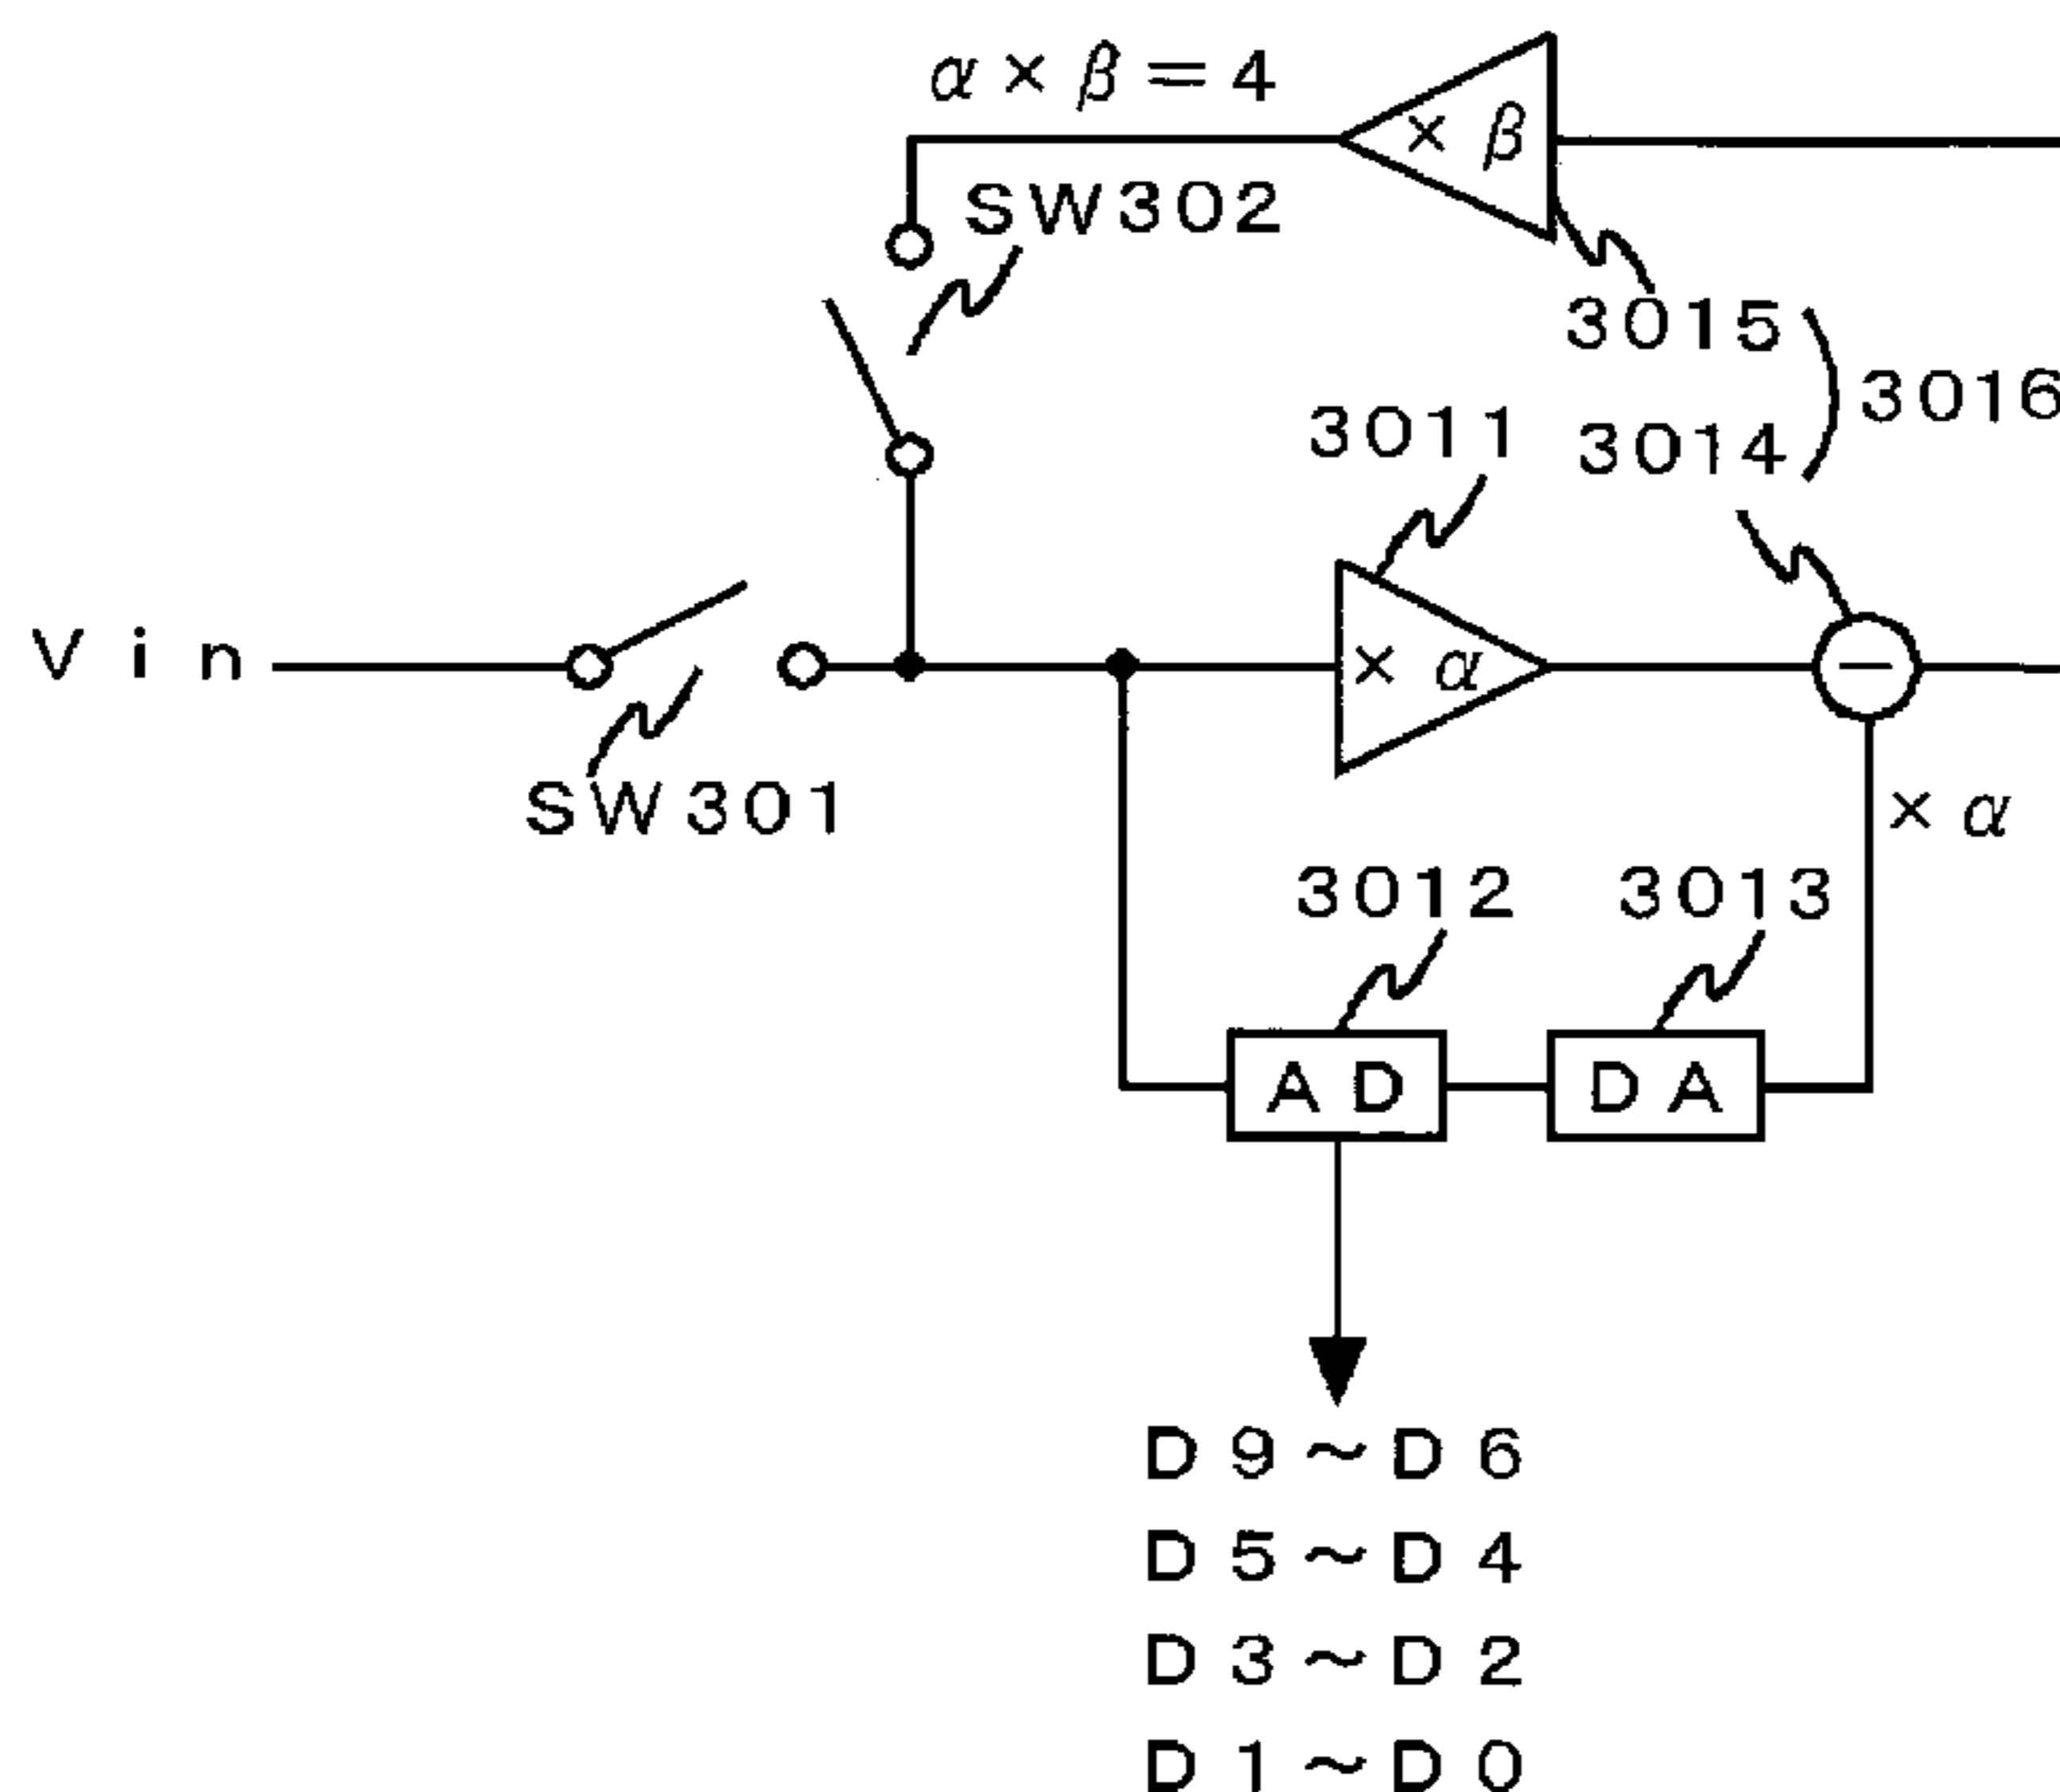 α × β = 4
× β
SW302
3015
3016
3011
3014
Vin
× α
SW301
× α
3012
3013
AD
DA
D9~D6
D5~D4
D3~D2
D1~D0